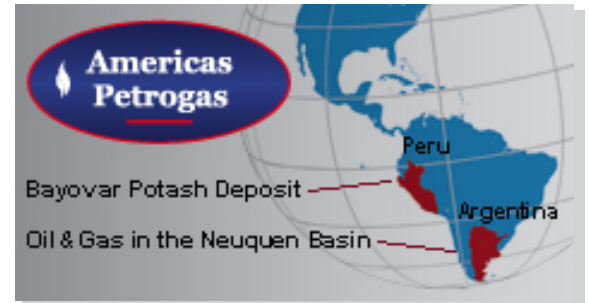 Americas
Petrogas
Peru
Bayovar Potash Deposit
Argentina
Oil & Gas in the Neuquen Basin